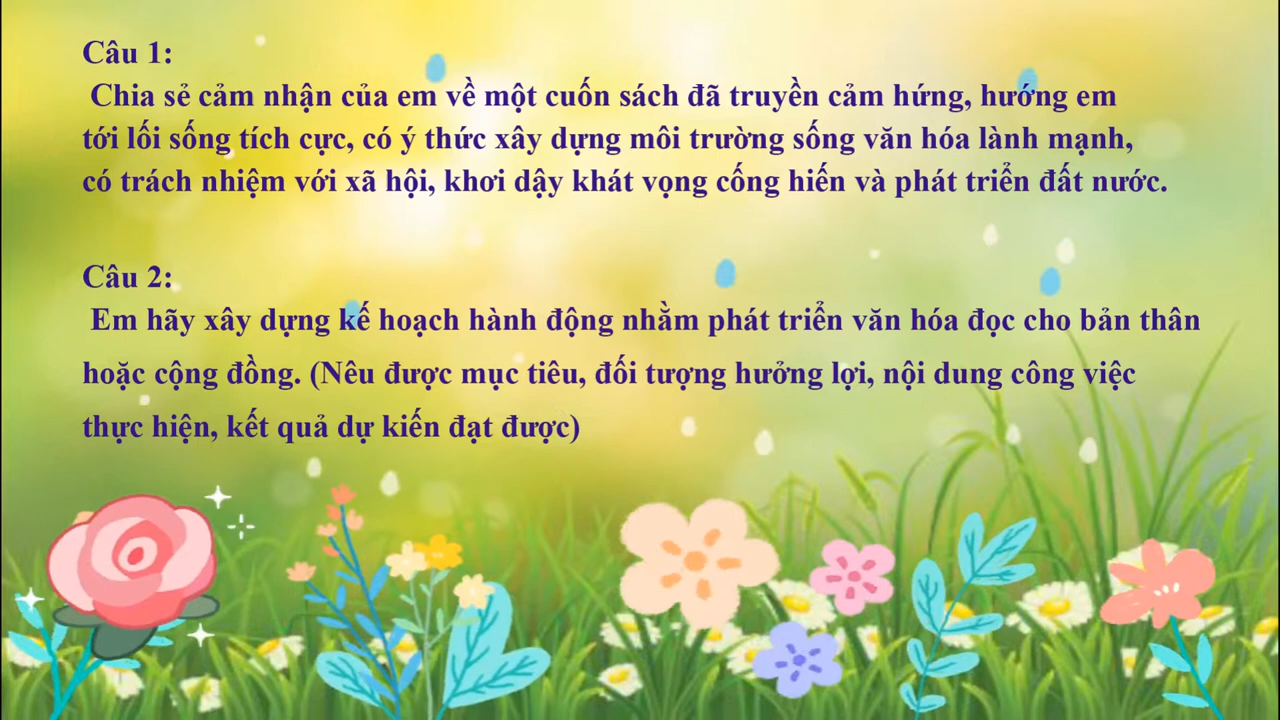 Câu 1:
Chia sẻ cảm nhận của em về một cuốn sách đã truyền cảm hứng, hướng em
tới lối sống tích cực, có ý thức xây dựng môi trường sống văn hóa lành mạnh,
có trách nhiệm với xã hội, khơi dậy khát vọng cống hiến và phát triển đất nước.
Câu 2:
Em hãy xây dựng kế hoạch hành động nhằm phát triển văn hóa đọc cho bản thân
hoặc cộng đồng. (Nêu được mục tiêu, đối tượng hưởng lợi, nội dung công việc
thực hiện, kết quả dự kiến đạt được)